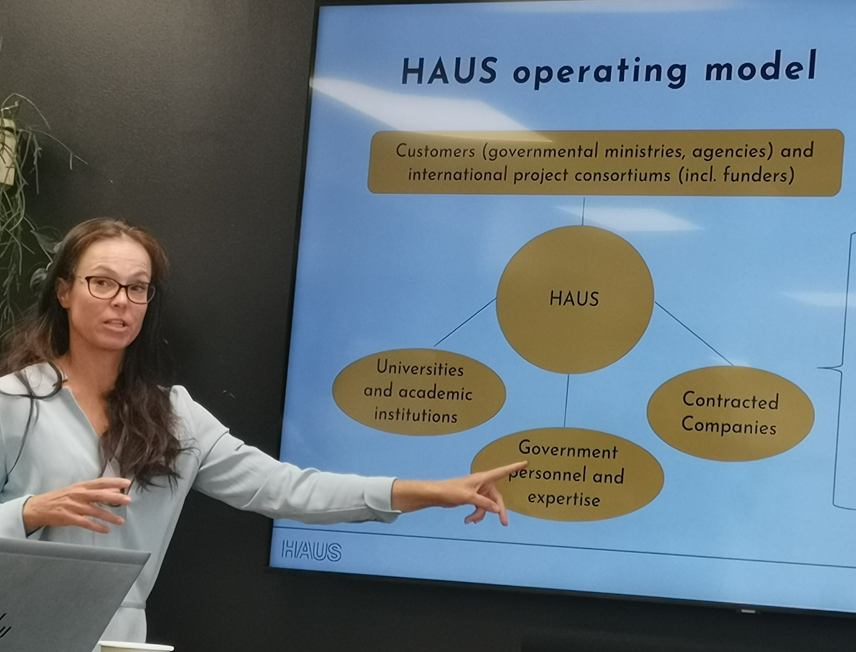 HAUS operating model
Customers (governmental ministries, agencies) and
international project consortiums (incl. funders)
HAUS
Universities
and academic
institutions
Contracted
Companies
Government
personnel and
expertise
HAUS